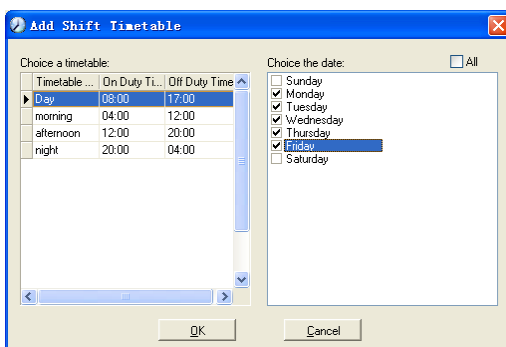 Add Shift Timetable
Choice a timetable:
Choice the date:
All
Timetable ... On Duty Ti... Off Duty Time
Day 08:00 17:00
morning 04:00 12:00
afternoon 12:00 20:00
night 20:00 04:00
Sunday
Monday
Tuesday
Wednesday
Thursday
Friday
Saturday
OK
Cancel